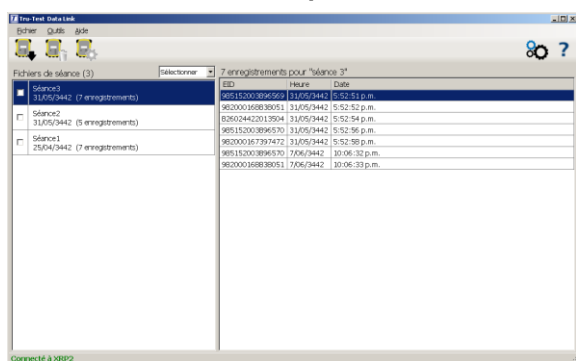 Tru-Test Data Link
Fichier Outils Aide
Fichiers de séance (3) Sélectionner
Séance3
31/05/3442 (7 enregistrements)
Séance2
31/05/3442 (5 enregistrements)
Séance1
25/04/3442 (7 enregistrements)
7 enregistrements pour "séance 3"
EID Heure Date
985152003896569 31/05/3442 5:52:51 p.m.
982000168838051 31/05/3442 5:52:52 p.m.
826024422013504 31/05/3442 5:52:54 p.m.
985152003896570 31/05/3442 5:52:56 p.m.
982000167397472 31/05/3442 5:52:58 p.m.
985152003896570 7/06/3442 10:06:32 p.m.
982000168838051 7/06/3442 10:06:33 p.m.
Connecté à XRP2